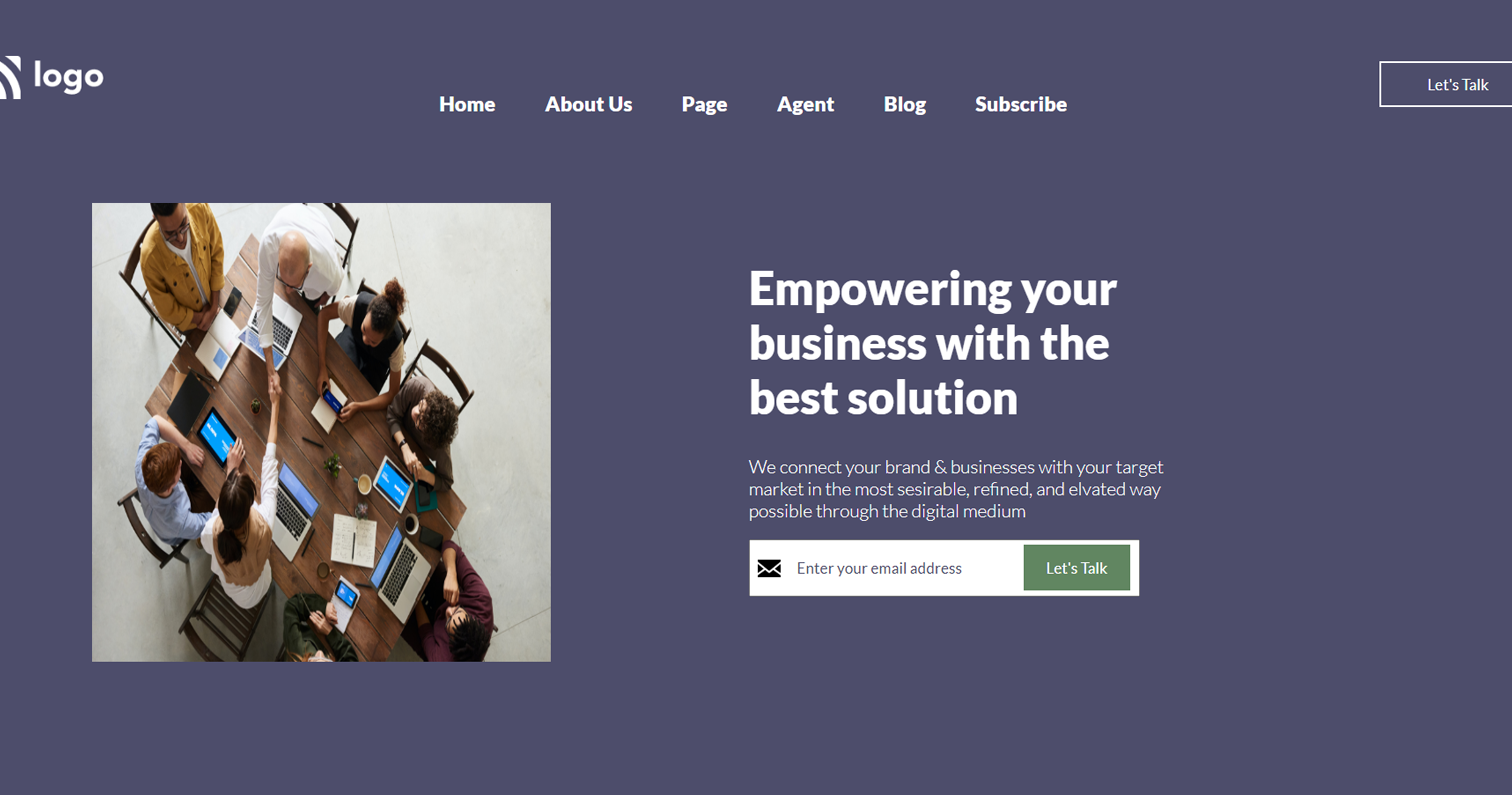 logo
Home About Us Page Agent Blog Subscribe
Let's Talk
Empowering your
business with the
best solution
We connect your brand & businesses with your target
market in the most sesirable, refined, and elvated way
possible through the digital medium
Enter your email address Let's Talk